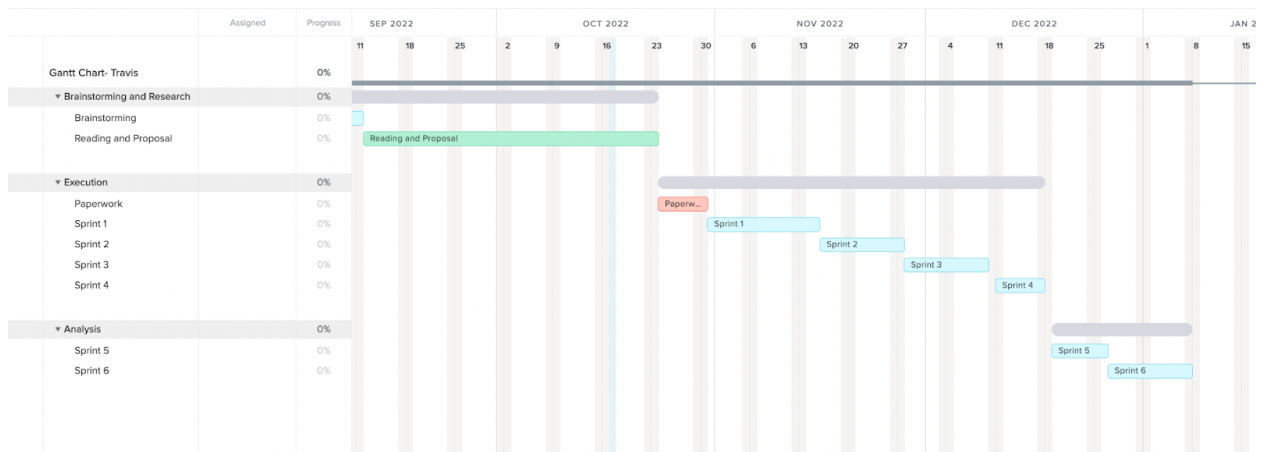 Assigned Progress SEP 2022 OCT 2022 NOV 2022 DEC 2022 JAN 2
11 18 25 2 9 16 23 30 6 13 20 27 4 11 18 25 1 8 15
Gantt Chart- Travis 0%
Brainstorming and Research 0%
Brainstorming 0%
Reading and Proposal 0% Reading and Proposal
Execution 0%
Paperwork 0% Paperw...
Sprint 1 0% Sprint 1
Sprint 2 0% Sprint 2
Sprint 3 0% Sprint 3
Sprint 4 0% Sprint 4
Analysis 0%
Sprint 5 0% Sprint 5
Sprint 6 0% Sprint 6